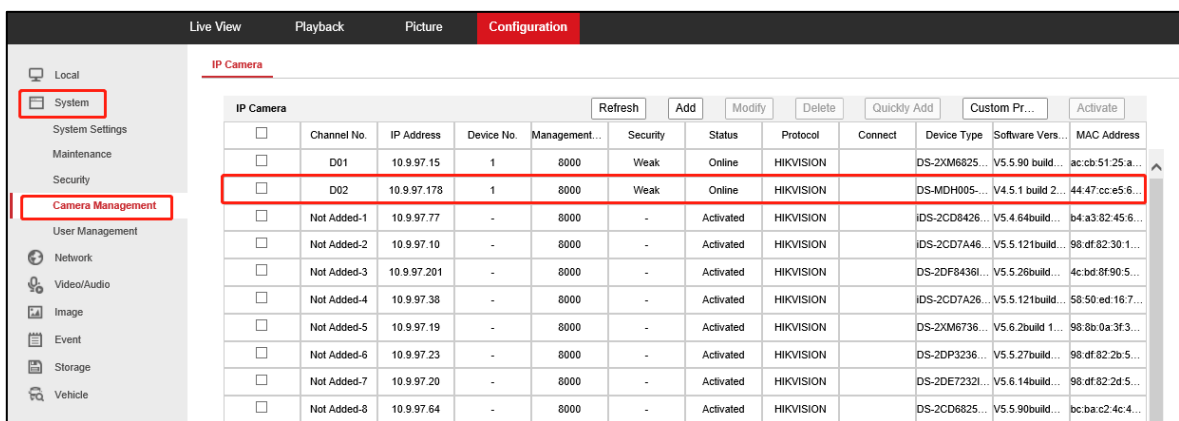 Live View Playback Picture Configuration
Local
System
System Settings
Maintenance
Security
Camera Management
User Management
Network
Video/Audio
Image
Event
Storage
Vehicle
IP Camera
IP Camera Refresh Add Modify Delete Quickly Add Custom Pr... Activate
Channel No. IP Address Device No. Management... Security Status Protocol Connect Device Type Software Vers... MAC Address
D01 10.9.97.15 1 8000 Weak Online HIKVISION DS-2XM6825... V5.5.90 build... ac:cb:51:25:a...
D02 10.9.97.178 1 8000 Weak Online HIKVISION DS-MDH005-... V4.5.1 build 2... 44:47:cc:e5:6...
Not Added-1 10.9.97.77 - 8000 - Activated HIKVISION iDS-2CD8426... V5.4.64build... b4:a3:82:45:6...
Not Added-2 10.9.97.10 - 8000 - Activated HIKVISION iDS-2CD7A46... V5.5.121build... 98:df:82:30:1...
Not Added-3 10.9.97.201 - 8000 - Activated HIKVISION DS-2DF8436I... V5.5.26build... 4c:bd:8f:90:5...
Not Added-4 10.9.97.38 - 8000 - Activated HIKVISION iDS-2CD7A26... V5.5.121build... 58:50:ed:16:7...
Not Added-5 10.9.97.19 - 8000 - Activated HIKVISION DS-2XM6736... V5.6.2build 1... 98:8b:0a:3f:3...
Not Added-6 10.9.97.23 - 8000 - Activated HIKVISION DS-2DP3236... V5.5.27build... 98:df:82:2b:5...
Not Added-7 10.9.97.20 - 8000 - Activated HIKVISION DS-2DE7232I... V5.6.14build... 98:df:82:2d:5...
Not Added-8 10.9.97.64 - 8000 - Activated HIKVISION DS-2CD6825... V5.5.90build... bc:ba:c2:4c:4...